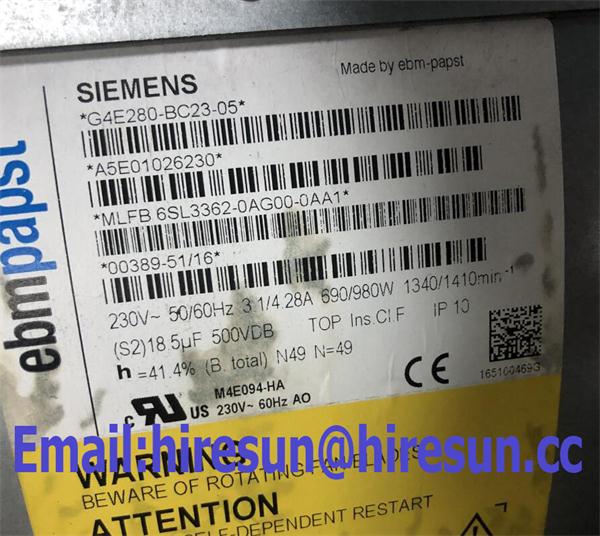 SIEMENS
Made by ebm-papst
*G4E280-BC23-05*
*A5E01026230*
*MLFB 6SL3362-0AG00-0AA1*
*00389-51/16*
230V~ 50/60Hz 3.1/4.28A 690/980W 1340/1410min⁻¹
(S2)18.5µF 500VDB TOP Ins.Cl.F IP 10
h =41.4% (B. total) N49 N=49
M4E094-HA
c US 230V~ 60Hz AO
CE
ebmpapst
Email:hiresun@hiresun.cc
WARNING
BEWARE OF ROTATING FAN BLADES
ATTENTION
SELF-DEPENDENT RESTART